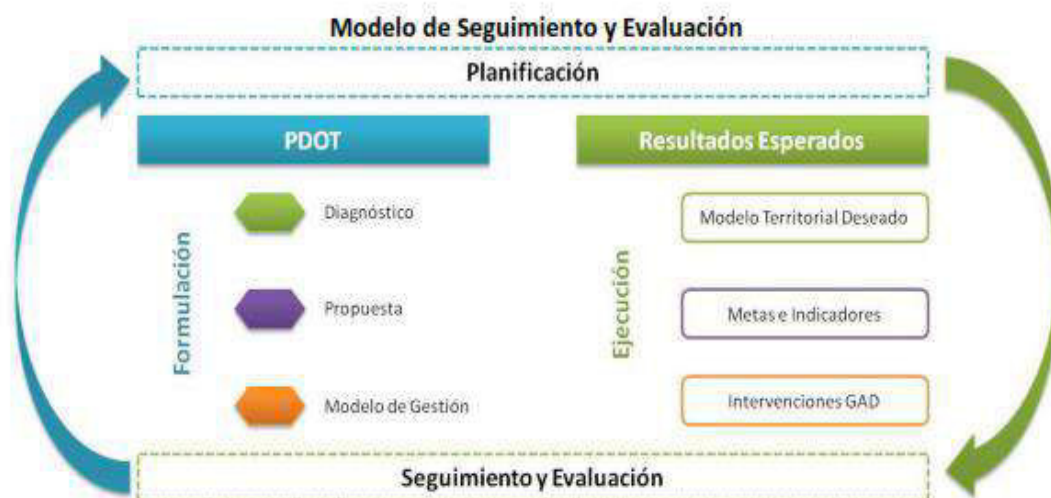 Modelo de Seguimiento y Evaluación
Planificación
PDOT
Resultados Esperados
Formulación
Diagnóstico
Propuesta
Modelo de Gestión
Ejecución
Modelo Territorial Deseado
Metas e Indicadores
Intervenciones GAD
Seguimiento y Evaluación